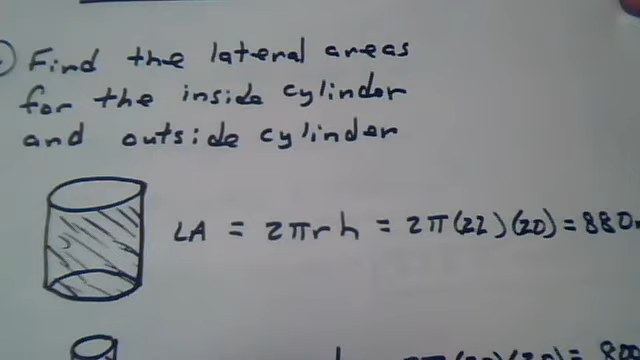 Find the lateral areas
for the inside cylinder
and outside cylinder
LA = 2πrh = 2π(22)(20) = 880